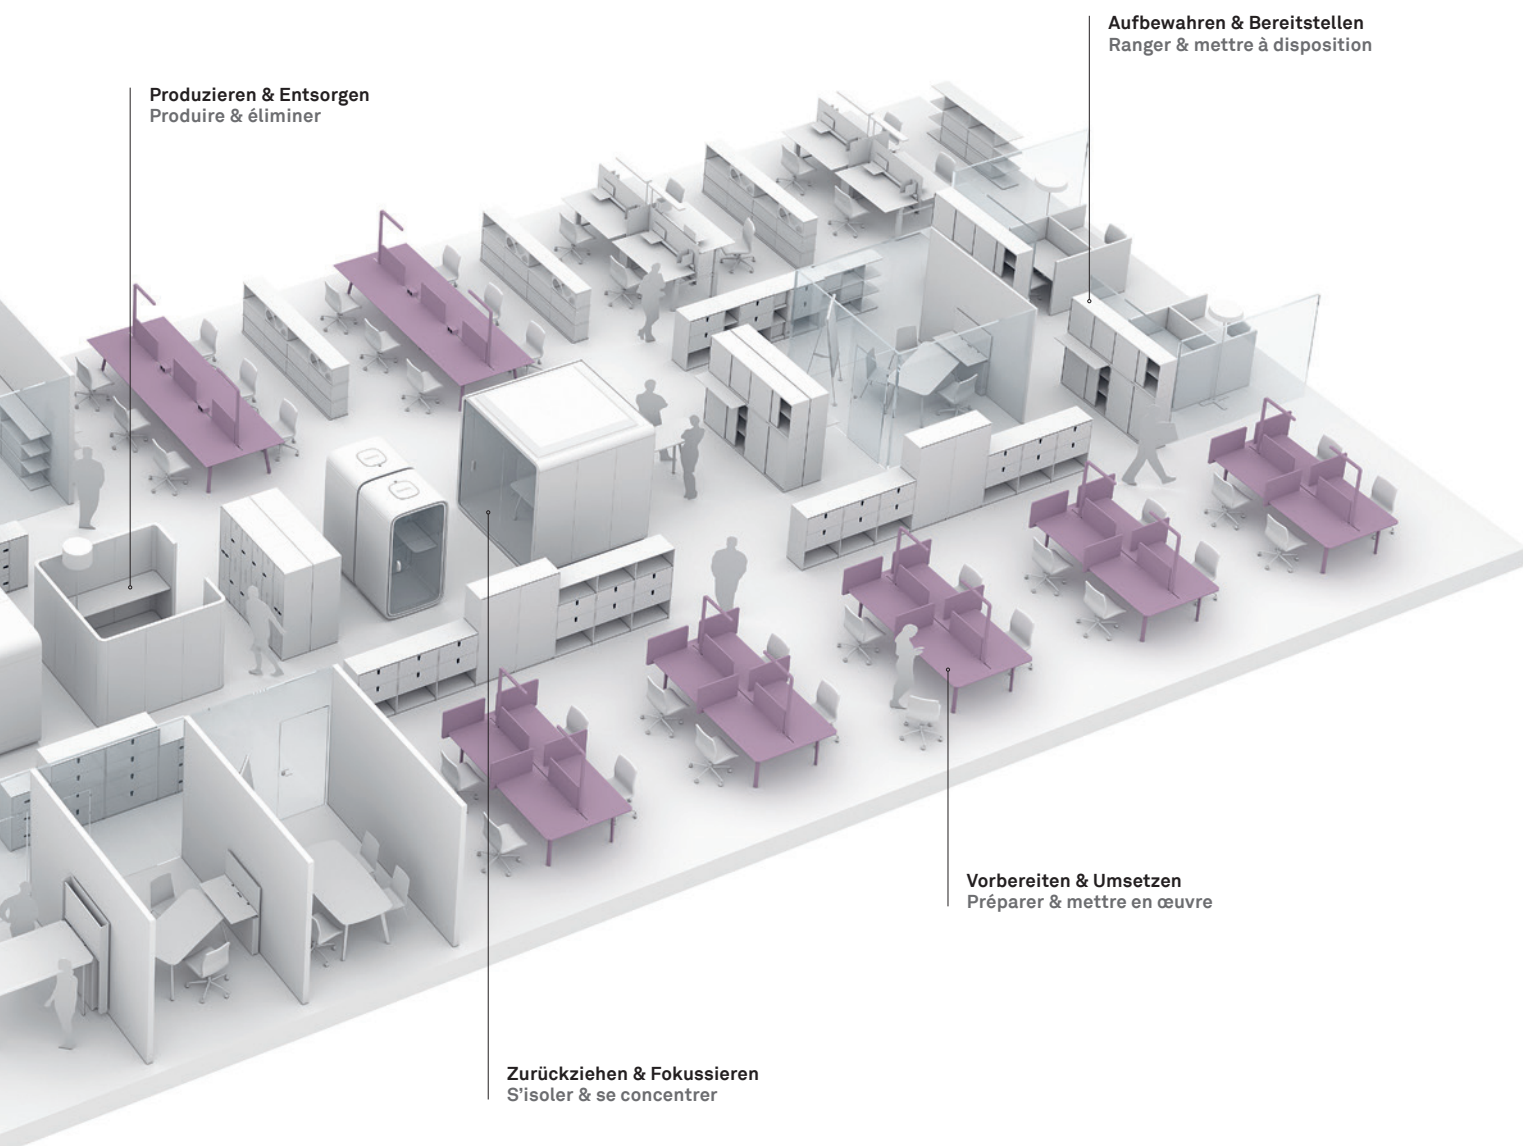 Aufbewahren & Bereitstellen
Ranger & mettre à disposition
Produzieren & Entsorgen
Produire & éliminer
Vorbereiten & Umsetzen
Préparer & mettre en œuvre
Zurückziehen & Fokussieren
S'isoler & se concentrer